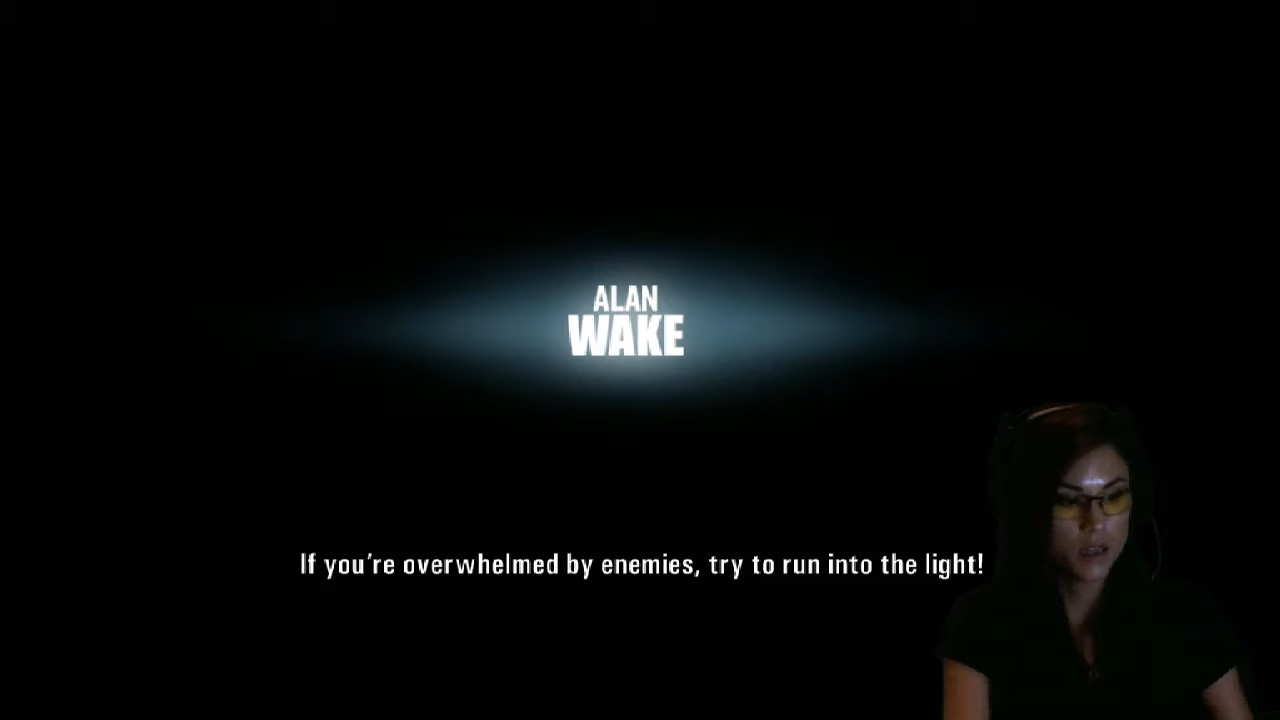 ALAN
WAKE
If you're overwhelmed by enemies, try to run into the light!